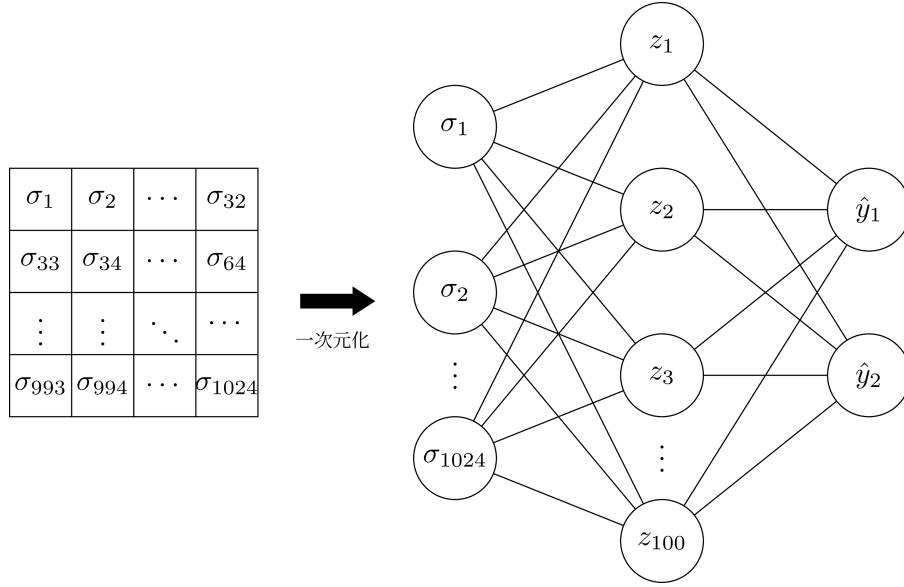 σ₁ σ₂ ⋯ σ₃₂
σ₃₃ σ₃₄ ⋯ σ₆₄
⋮ ⋮ ⋱ ⋯
σ₉₉₃ σ₉₉₄ ⋯ σ₁₀₂₄
一次元化
σ₁
σ₂
⋮
σ₁₀₂₄
z₁
z₂
z₃
⋮
z₁₀₀
ŷ₁
ŷ₂